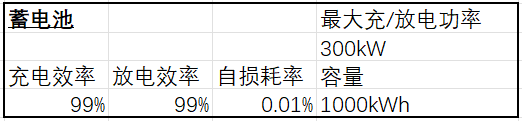 蓄电池 最大充/放电功率
300kW
充电效率 放电效率 自损耗率 容量
99% 99% 0.01% 1000kWh